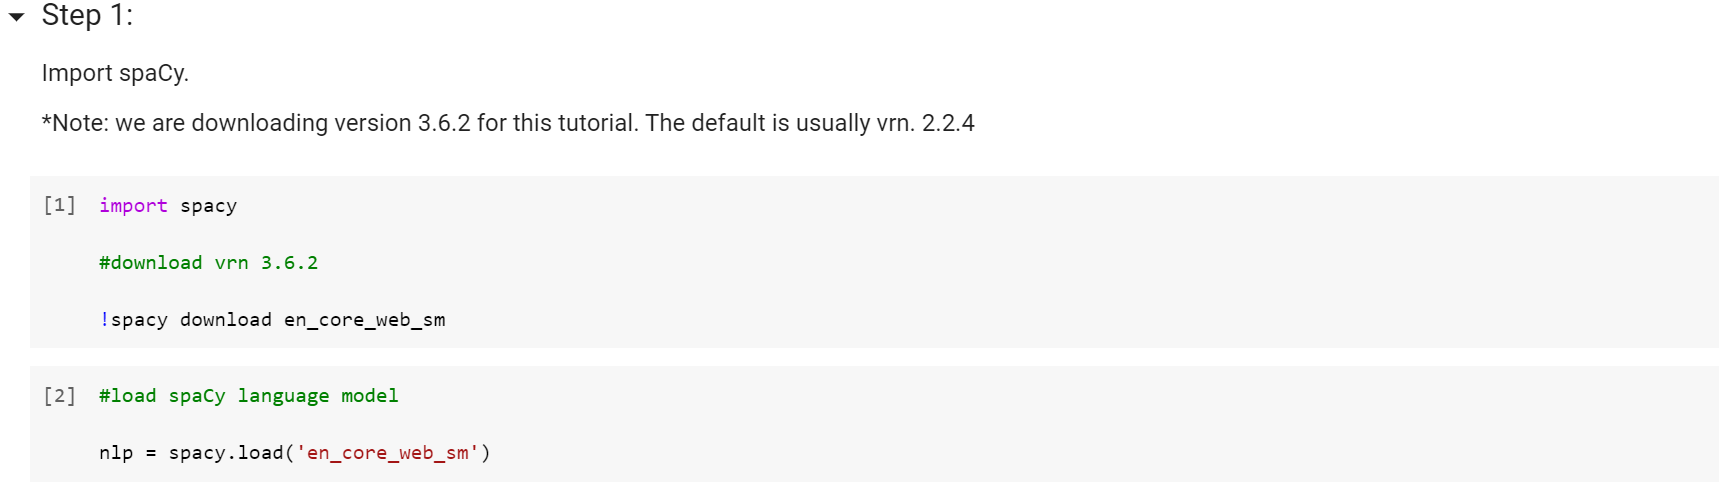 Step 1:
Import spaCy.
*Note: we are downloading version 3.6.2 for this tutorial. The default is usually vrn. 2.2.4
[1] import spacy
#download vrn 3.6.2
!spacy download en_core_web_sm
[2] #load spaCy language model
nlp = spacy.load('en_core_web_sm')